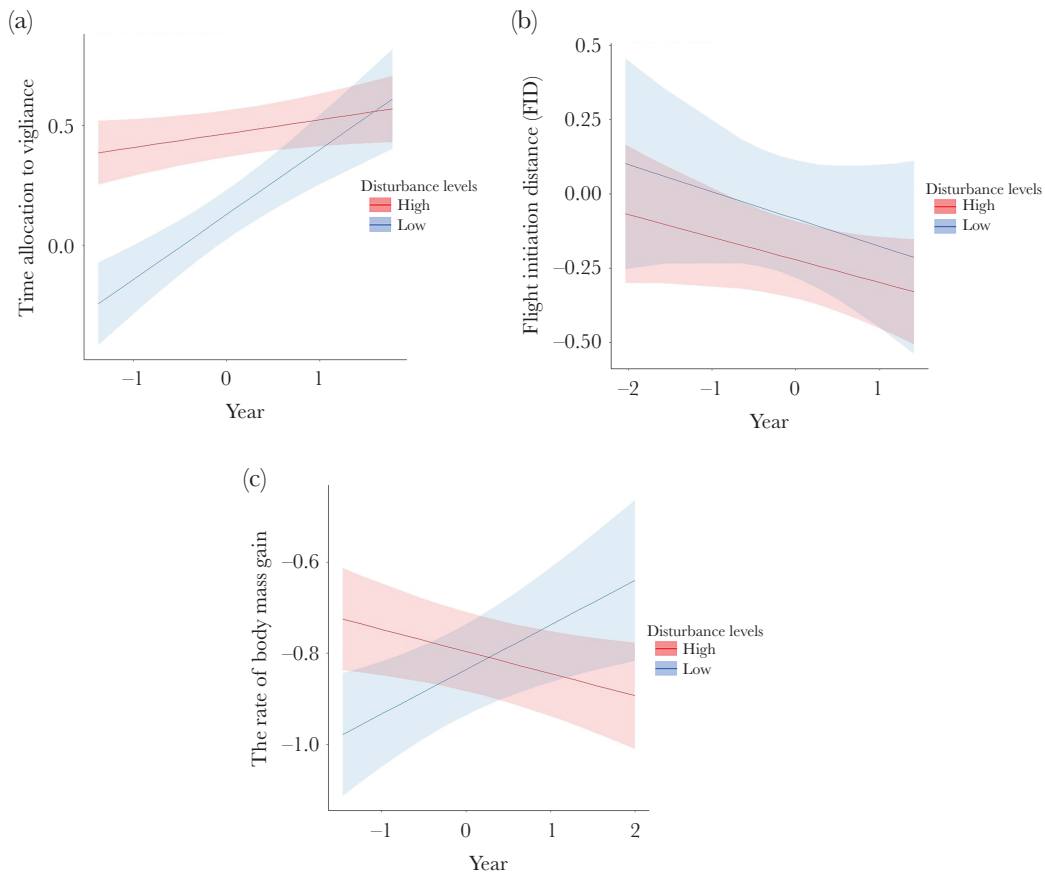 (a)
Time allocation to vigliance
0.5
0.0
−1
0
1
Year
Disturbance levels
High
Low
(b)
Flight initiation distance (FID)
0.5
0.25
0.00
−0.25
−0.50
−2
−1
0
1
Year
Disturbance levels
High
Low
(c)
The rate of body mass gain
−0.6
−0.8
−1.0
−1
0
1
2
Year
Disturbance levels
High
Low